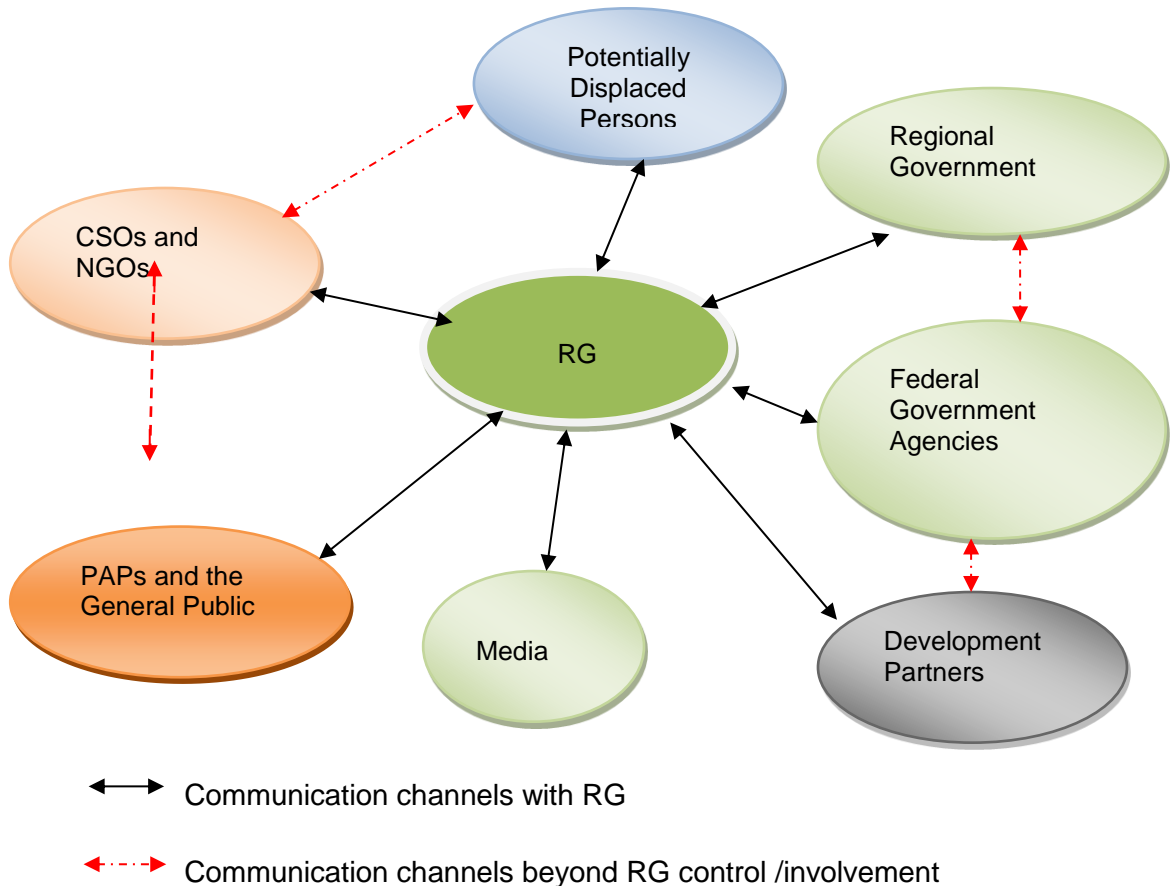 Potentially
Displaced
Persons
Regional
Government
CSOs and
NGOs
RG
Federal
Government
Agencies
PAPs and the
General Public
Media
Development
Partners
Communication channels with RG
Communication channels beyond RG control /involvement